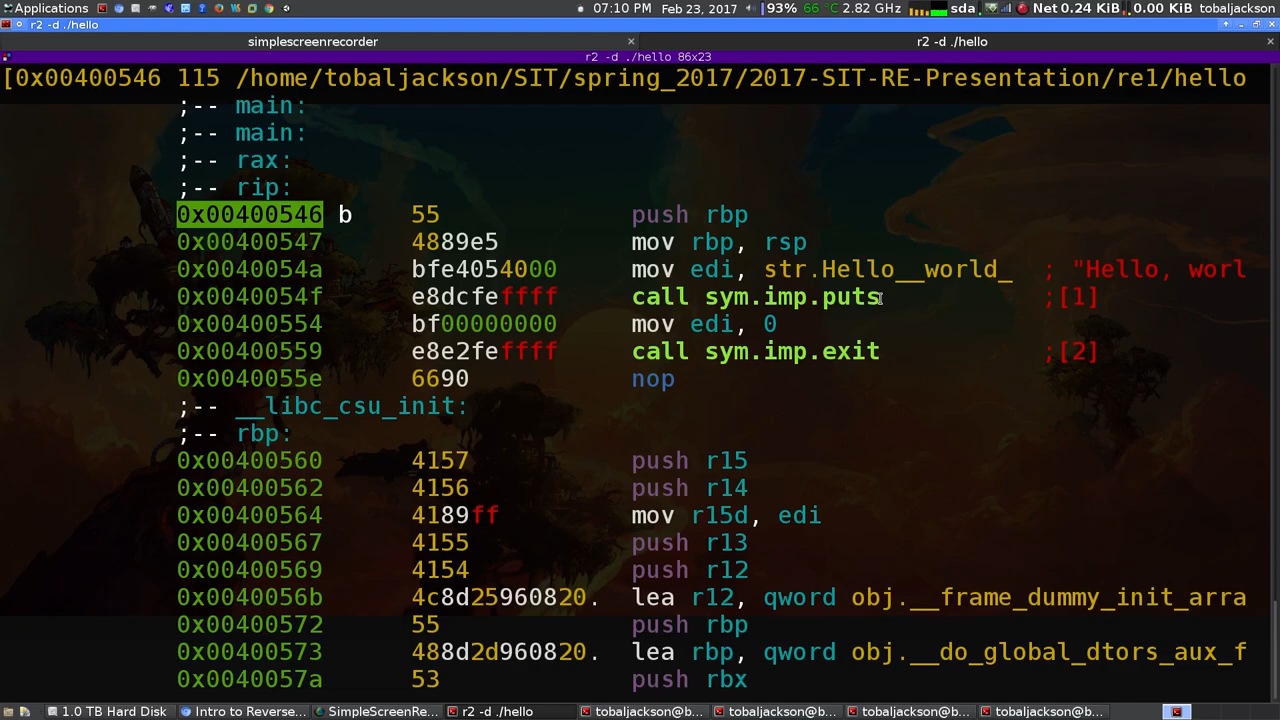 Applications 07:10 PM Feb 23, 2017 93% 66 °C 2.82 GHz sda Net 0.24 KiB 0.00 KiB tobaljackson
r2 -d ./hello
simplescreenrecorder r2 -d ./hello
r2 -d ./hello 86x23
[0x00400546 115 /home/tobaljackson/SIT/spring_2017/2017-SIT-RE-Presentation/re1/hello
;-- main:
;-- main:
;-- rax:
;-- rip:
0x00400546 b 55 push rbp
0x00400547 4889e5 mov rbp, rsp
0x0040054a bfe4054000 mov edi, str.Hello__world_ ; "Hello, worl
0x0040054f e8dcfeffff call sym.imp.puts ;[1]
0x00400554 bf00000000 mov edi, 0
0x00400559 e8e2feffff call sym.imp.exit ;[2]
0x0040055e 6690 nop
;-- __libc_csu_init:
;-- rbp:
0x00400560 4157 push r15
0x00400562 4156 push r14
0x00400564 4189ff mov r15d, edi
0x00400567 4155 push r13
0x00400569 4154 push r12
0x0040056b 4c8d25960820. lea r12, qword obj.__frame_dummy_init_arra
0x00400572 55 push rbp
0x00400573 488d2d960820. lea rbp, qword obj.__do_global_dtors_aux_f
0x0040057a 53 push rbx
1.0 TB Hard Disk Intro to Reverse... SimpleScreenRe... r2 -d ./hello tobaljackson@b... tobaljackson@b... tobaljackson@b... tobaljackson@b...